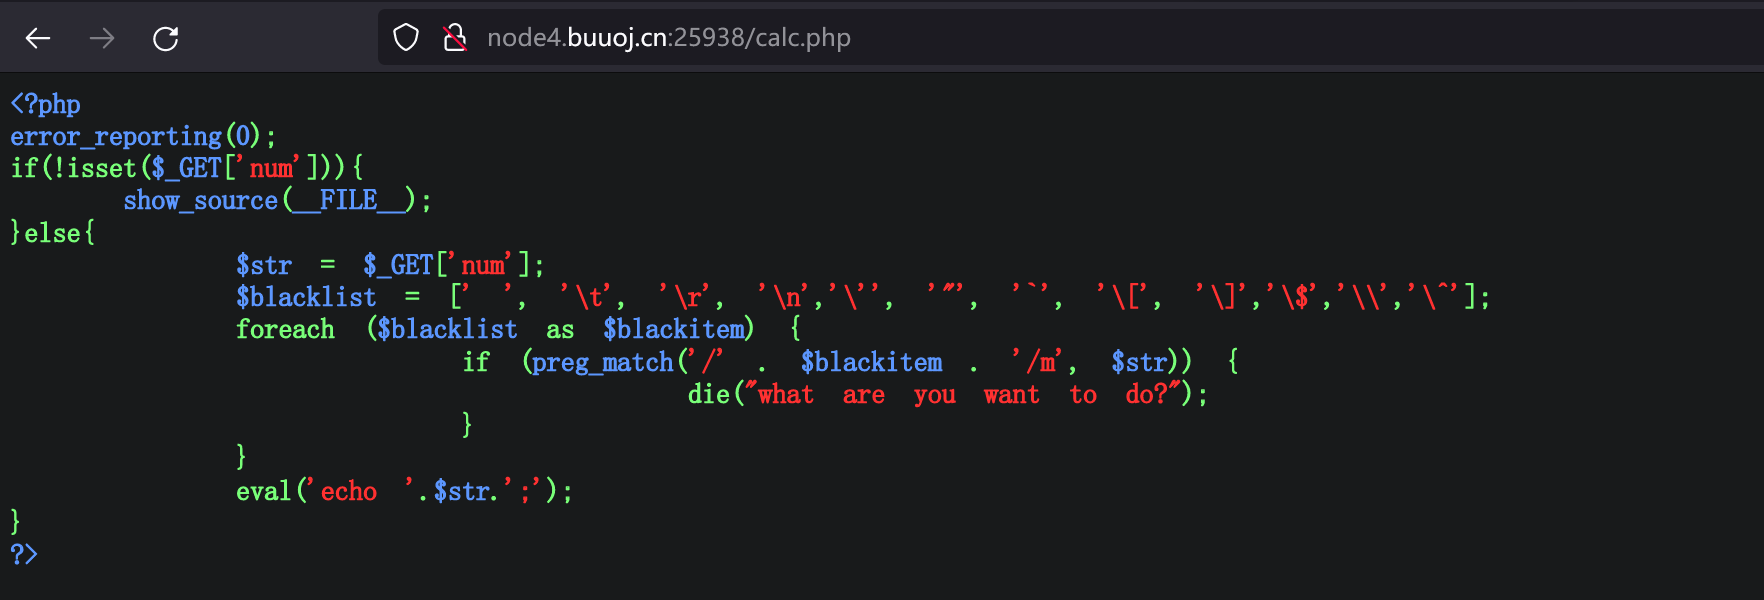 node4.buuoj.cn:25938/calc.php
<?php
error_reporting(0);
if(!isset($_GET['num'])){
    show_source(__FILE__);
}else{
        $str = $_GET['num'];
        $blacklist = [' ', '\t', '\r', '\n','\'', '"', '`', '\[', '\]','\$','\\','\^'];
        foreach ($blacklist as $blackitem) {
                if (preg_match('/' . $blackitem . '/m', $str)) {
                        die("what are you want to do?");
                }
        }
        eval('echo '.$str.';');
}
?>